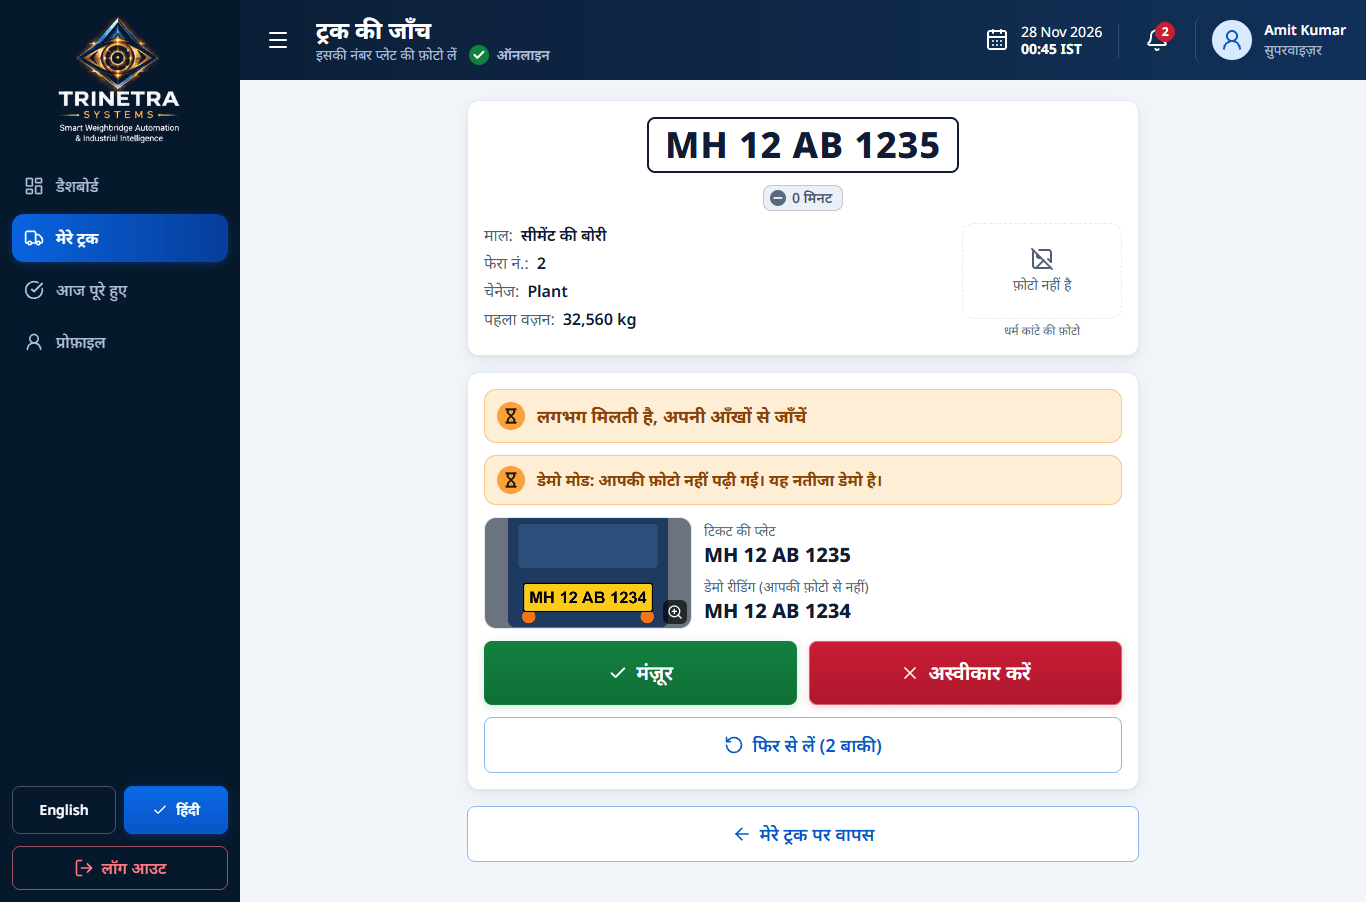 TRINETRA
SYSTEMS
Smart Weighbridge Automation
& Industrial Intelligence
डैशबोर्ड
मेरे ट्रक
आज पूरे हुए
प्रोफ़ाइल
English
हिंदी
लॉग आउट
ट्रक की जाँच
इसकी नंबर प्लेट की फ़ोटो लें
ऑनलाइन
28 Nov 2026
00:45 IST
2
Amit Kumar
सुपरवाइज़र
MH 12 AB 1235
0 मिनट
माल: सीमेंट की बोरी
फेरा नं.: 2
चेनेज: Plant
पहला वज़न: 32,560 kg
फ़ोटो नहीं है
धर्म कांटे की फ़ोटो
लगभग मिलती है, अपनी आँखों से जाँचें
डेमो मोड: आपकी फ़ोटो नहीं पढ़ी गई। यह नतीजा डेमो है।
MH 12 AB 1234
टिकट की प्लेट
MH 12 AB 1235
डेमो रीडिंग (आपकी फ़ोटो से नहीं)
MH 12 AB 1234
मंज़ूर
अस्वीकार करें
फिर से लें (2 बाकी)
मेरे ट्रक पर वापस